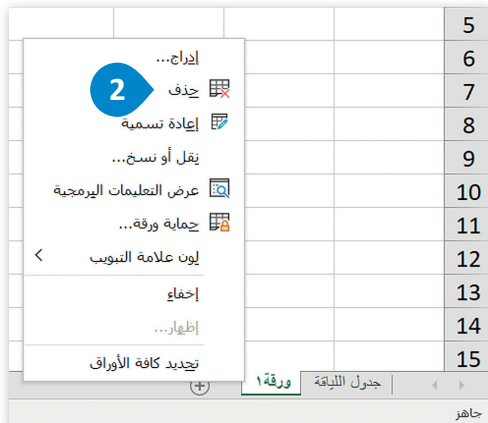 5
6
7
8
9
10
11
12
13
14
15
إدراج...
2 حذف
إعادة تسمية
نقل أو نسخ...
عرض التعليمات البرمجية
حماية ورقة...
لون علامة التبويب
إخفاء
إظهار...
تحديد كافة الأوراق
جدول اللياقة ورقة١
جاهز